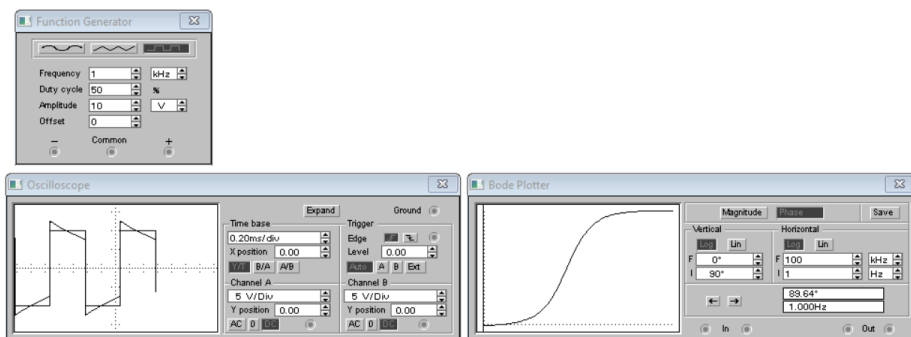 Function Generator
Frequency 1 kHz
Duty cycle 50 %
Amplitude 10 V
Offset 0
− Common +
Oscilloscope
Expand Ground
Time base
0.20ms/div
X position 0.00
Y/T B/A A/B
Trigger
Edge
Level 0.00
Auto A B Ext
Channel A
5 V/Div
Y position 0.00
AC 0 DC
Channel B
5 V/Div
Y position 0.00
AC 0 DC
Bode Plotter
Magnitude Phase Save
Vertical
Log Lin
F 0°
I 90°
Horizontal
Log Lin
F 100 kHz
I 1 Hz
89.64°
1.000Hz
In Out